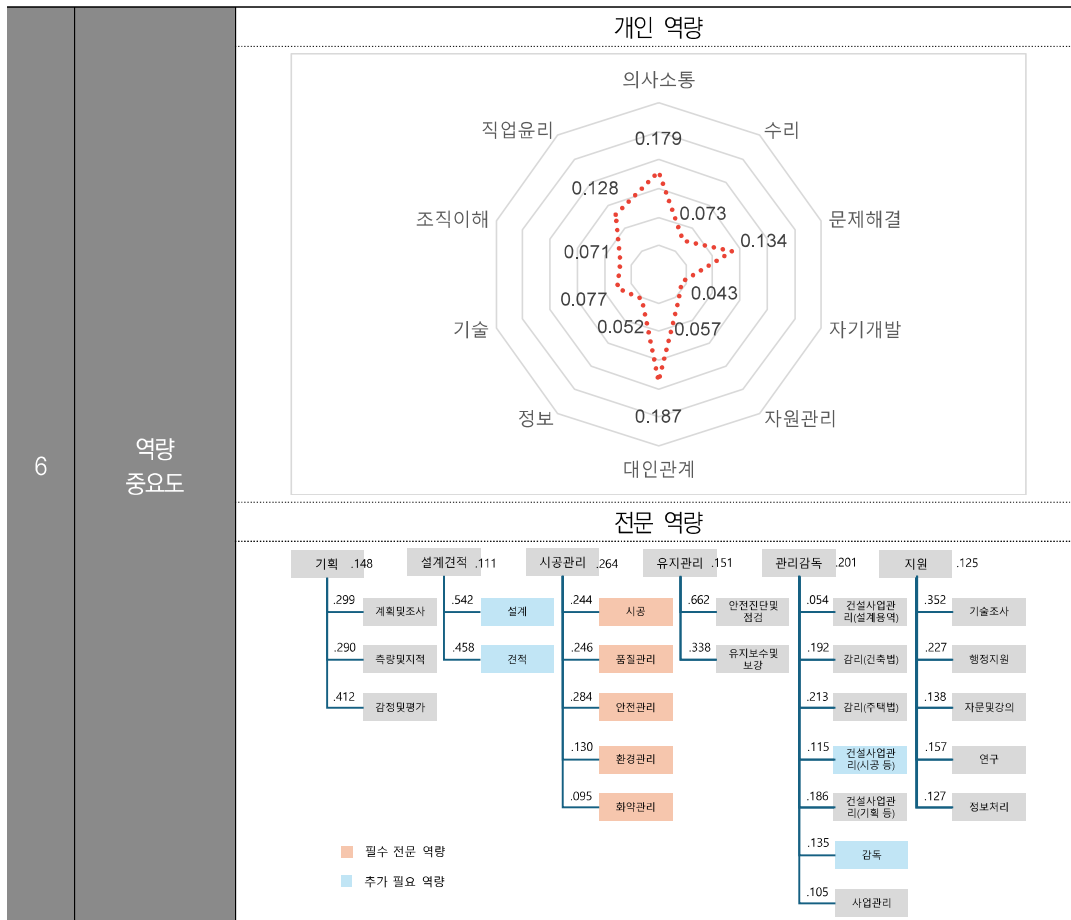 6
역량
중요도
개인 역량
의사소통
직업윤리
수리
0.179
0.128
0.073
조직이해
문제해결
0.134
0.071
0.077
0.043
기술
0.052
0.057
자기개발
정보
0.187
자원관리
대인관계
전문 역량
기획 .148
.299 계획및조사
.290 측량및지적
.412 감정및평가
설계견적 .111
.542 설계
.458 견적
시공관리 .264
.244 시공
.246 품질관리
.284 안전관리
.130 환경관리
.095 화약관리
유지관리 .151
.662 안전진단및
점검
.338 유지보수및
보강
관리감독 .201
.054 건설사업관
리(설계용역)
.192 감리(건축법)
.213 감리(주택법)
.115 건설사업관
리(시공 등)
.186 건설사업관
리(기획 등)
.135 감독
.105 사업관리
지원 .125
.352 기술조사
.227 행정지원
.138 자문및강의
.157 연구
.127 정보처리
필수 전문 역량
추가 필요 역량